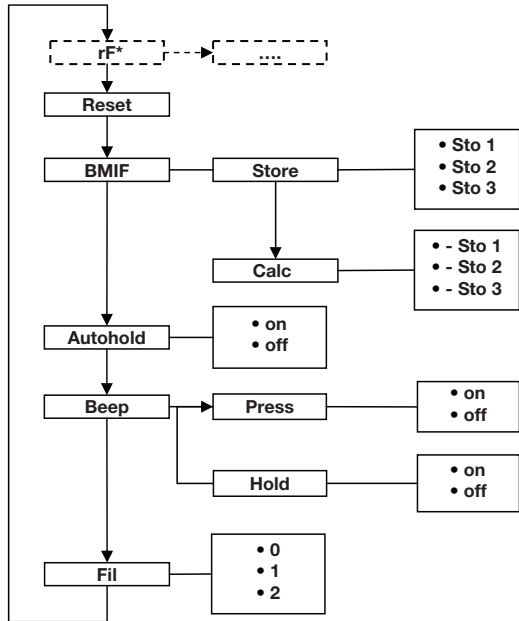 rF*
....
Reset
BMIF
Store
• Sto 1
• Sto 2
• Sto 3
Calc
• - Sto 1
• - Sto 2
• - Sto 3
Autohold
• on
• off
Beep
Press
• on
• off
Hold
• on
• off
Fil
• 0
• 1
• 2